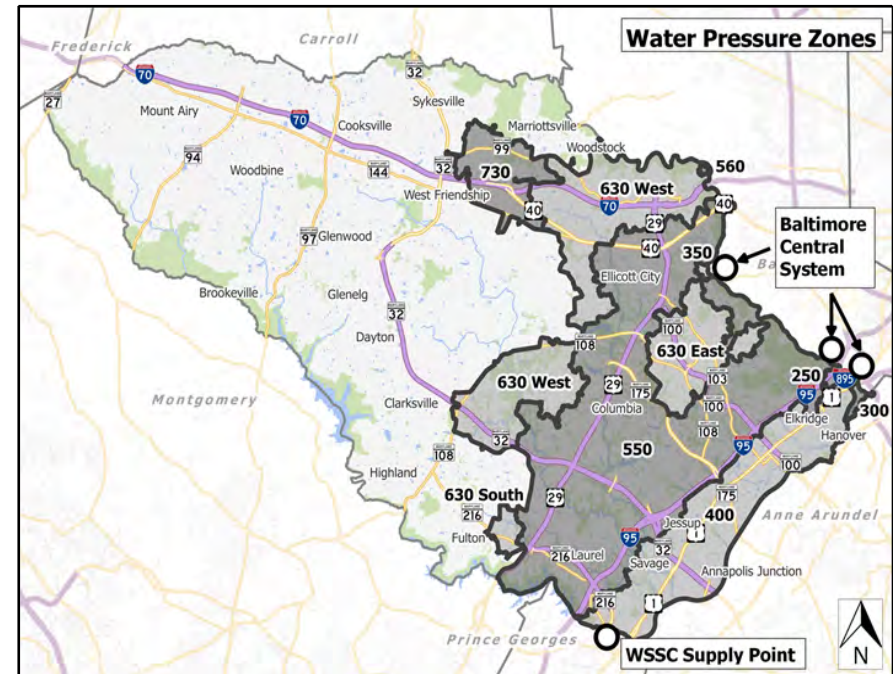 Water Pressure Zones
Frederick
Carroll
70
27
Mount Airy
32
Sykesville
70
Cooksville
Marriottsville
99
Woodstock
94
Woodbine
144
32
730
560
West Friendship
630 West
70
40
29
40
Baltimore
Central
System
97
Glenwood
40
350
Ba
Ellicott City
Brookeville
Glenelg
32
100
Dayton
108
630 East
630 West
250
895
29
175
103
95
1
300
Clarksville
Columbia
100
Elkridge
Montgomery
Hanover
32
108
95
550
100
108
Highland
175
630 South
29
400
Anne Arundel
216
Jessup
1
Fulton
95
32
216
Laurel
Savage
Annapolis Junction
216
1
Prince Georges
WSSC Supply Point
N